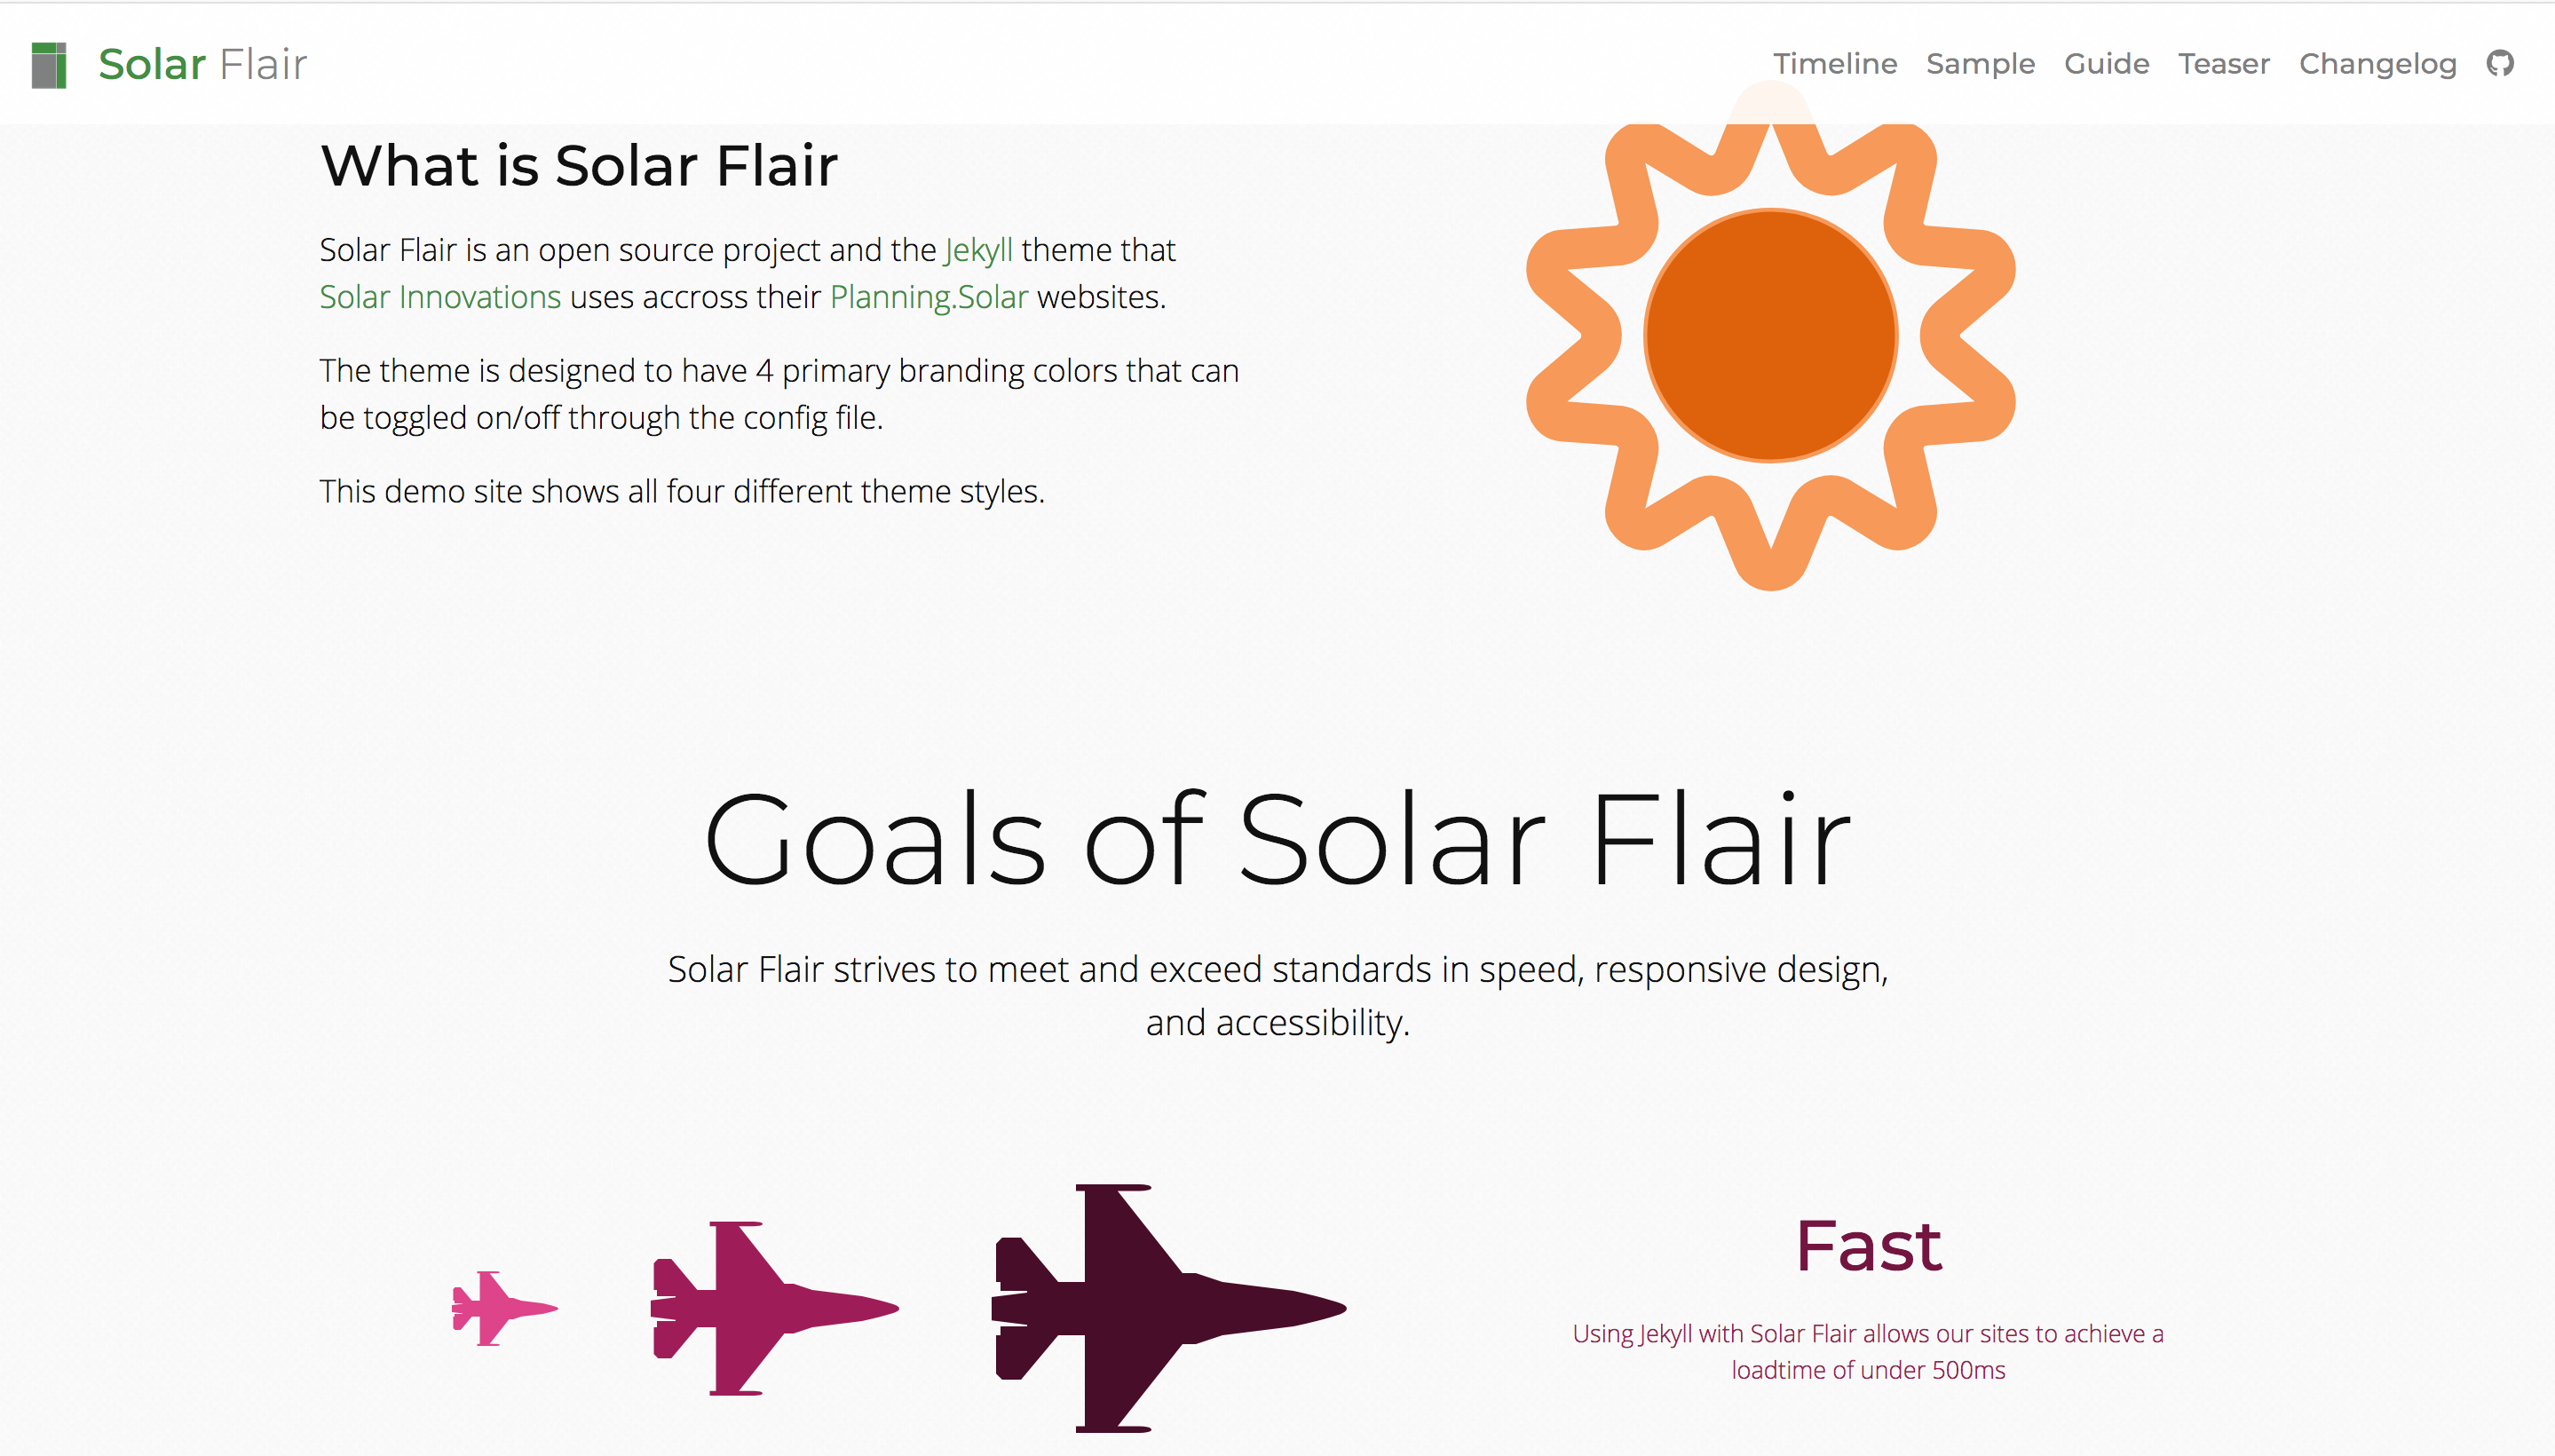 Solar Flair
Timeline Sample Guide Teaser Changelog
What is Solar Flair
Solar Flair is an open source project and the Jekyll theme that
Solar Innovations uses accross their Planning.Solar websites.
The theme is designed to have 4 primary branding colors that can
be toggled on/off through the config file.
This demo site shows all four different theme styles.
Goals of Solar Flair
Solar Flair strives to meet and exceed standards in speed, responsive design,
and accessibility.
Fast
Using Jekyll with Solar Flair allows our sites to achieve a
loadtime of under 500ms